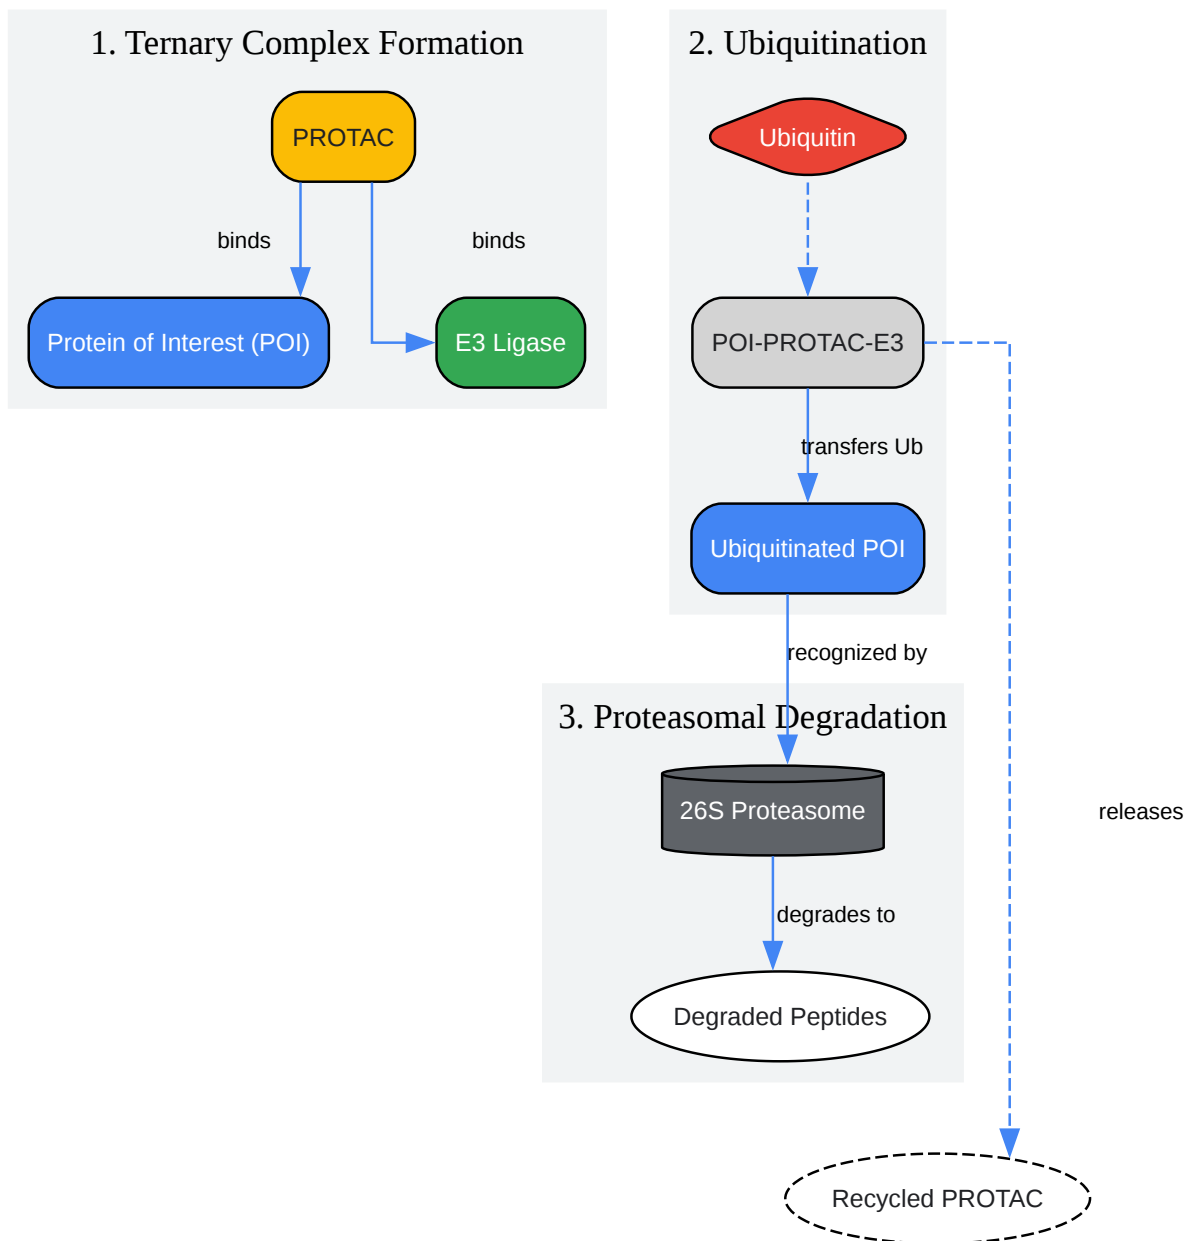 1. Ternary Complex Formation
PROTAC
binds
binds
Protein of Interest (POI)
E3 Ligase
2. Ubiquitination
Ubiquitin
POI-PROTAC-E3
transfers Ub
Ubiquitinated POI
recognized by
3. Proteasomal Degradation
26S Proteasome
releases
degrades to
Degraded Peptides
Recycled PROTAC